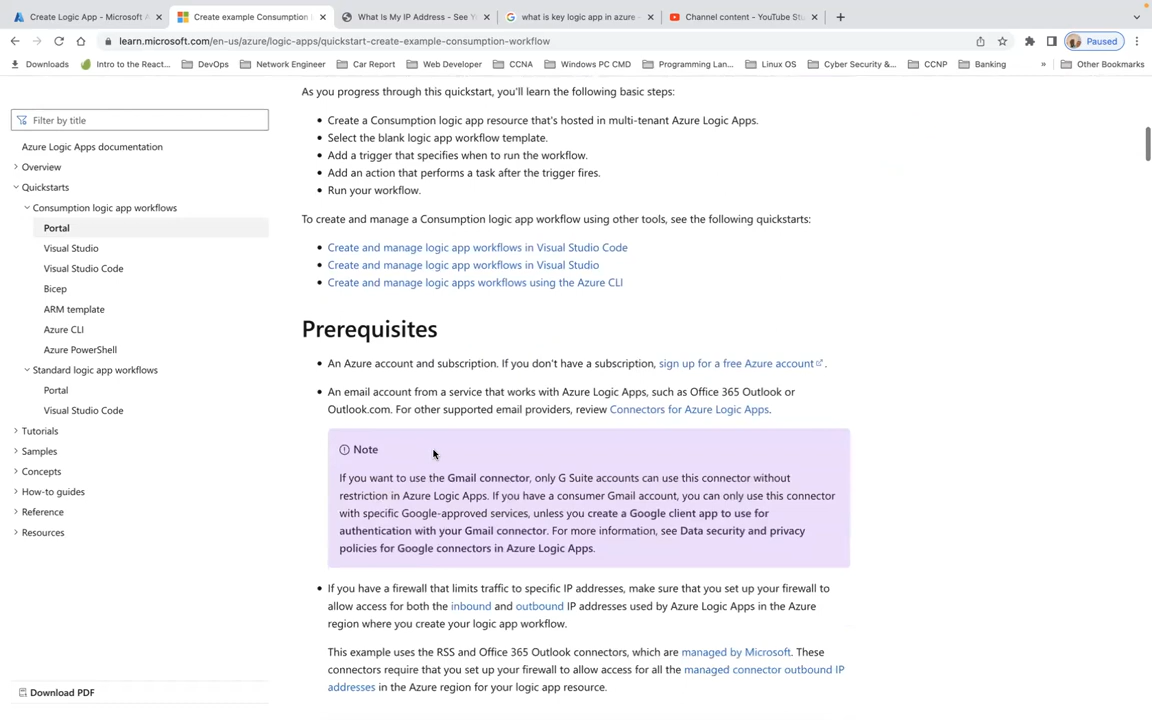 Create Logic App - Microsoft A
Create example Consumption
What Is My IP Address - See Y
what is key logic app in azure
Channel content - YouTube Stu
learn.microsoft.com/en-us/azure/logic-apps/quickstart-create-example-consumption-workflow
Paused
Downloads
Intro to the React...
DevOps
Network Engineer
Car Report
Web Developer
CCNA
Windows PC CMD
Programming Lan...
Linux OS
Cyber Security &...
CCNP
Banking
»
Other Bookmarks
Filter by title
Azure Logic Apps documentation
Overview
Quickstarts
Consumption logic app workflows
Portal
Visual Studio
Visual Studio Code
Bicep
ARM template
Azure CLI
Azure PowerShell
Standard logic app workflows
Portal
Visual Studio Code
Tutorials
Samples
Concepts
How-to guides
Reference
Resources
Download PDF
As you progress through this quickstart, you'll learn the following basic steps:
• Create a Consumption logic app resource that's hosted in multi-tenant Azure Logic Apps.
• Select the blank logic app workflow template.
• Add a trigger that specifies when to run the workflow.
• Add an action that performs a task after the trigger fires.
• Run your workflow.
To create and manage a Consumption logic app workflow using other tools, see the following quickstarts:
• Create and manage logic app workflows in Visual Studio Code
• Create and manage logic app workflows in Visual Studio
• Create and manage logic apps workflows using the Azure CLI
Prerequisites
• An Azure account and subscription. If you don't have a subscription, sign up for a free Azure account.
• An email account from a service that works with Azure Logic Apps, such as Office 365 Outlook or
Outlook.com. For other supported email providers, review Connectors for Azure Logic Apps.
Note
If you want to use the Gmail connector, only G Suite accounts can use this connector without
restriction in Azure Logic Apps. If you have a consumer Gmail account, you can only use this connector
with specific Google-approved services, unless you create a Google client app to use for
authentication with your Gmail connector. For more information, see Data security and privacy
policies for Google connectors in Azure Logic Apps.
• If you have a firewall that limits traffic to specific IP addresses, make sure that you set up your firewall to
allow access for both the inbound and outbound IP addresses used by Azure Logic Apps in the Azure
region where you create your logic app workflow.
This example uses the RSS and Office 365 Outlook connectors, which are managed by Microsoft. These
connectors require that you set up your firewall to allow access for all the managed connector outbound IP
addresses in the Azure region for your logic app resource.